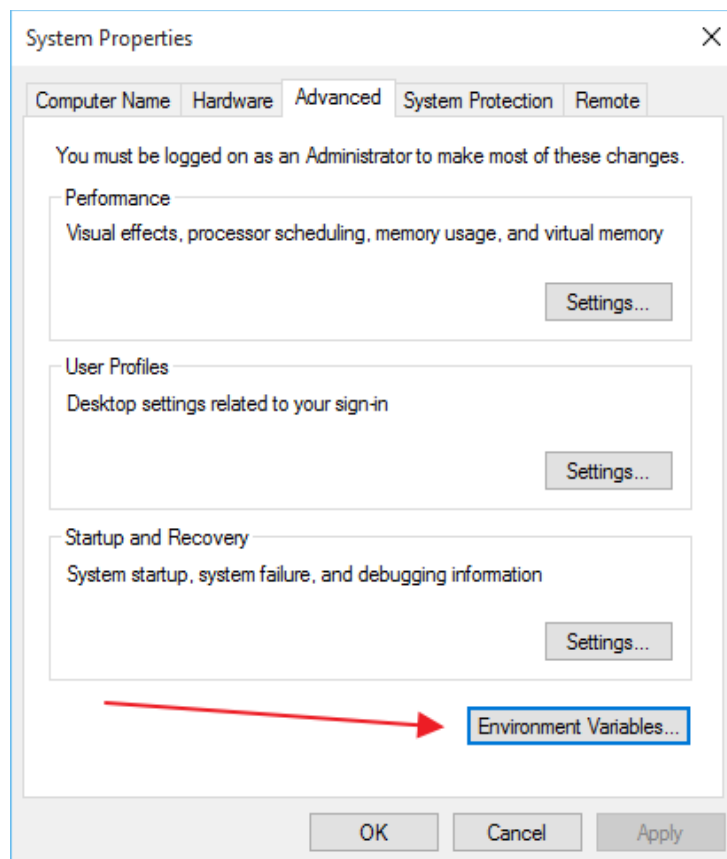 System Properties
Computer Name Hardware Advanced System Protection Remote
You must be logged on as an Administrator to make most of these changes.
Performance
Visual effects, processor scheduling, memory usage, and virtual memory
Settings...
User Profiles
Desktop settings related to your sign-in
Settings...
Startup and Recovery
System startup, system failure, and debugging information
Settings...
Environment Variables...
OK Cancel Apply